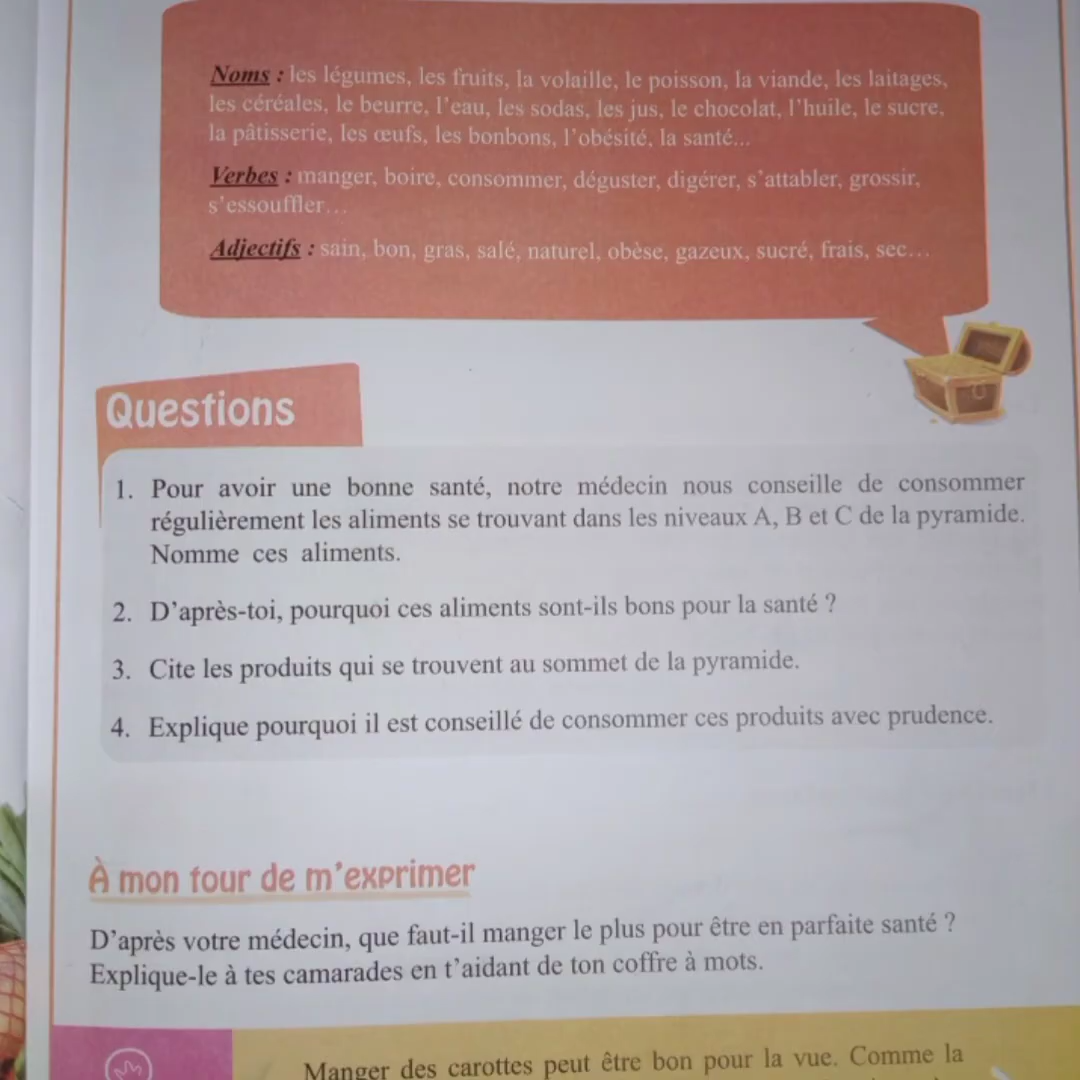 Noms : les légumes, les fruits, la volaille, le poisson, la viande, les laitages,
les céréales, le beurre, l'eau, les sodas, les jus, le chocolat, l'huile, le sucre,
la pâtisserie, les œufs, les bonbons, l'obésité, la santé...
Verbes : manger, boire, consommer, déguster, digérer, s'attabler, grossir,
s'essouffler...
Adjectifs : sain, bon, gras, salé, naturel, obèse, gazeux, sucré, frais, sec...
Questions
1. Pour avoir une bonne santé, notre médecin nous conseille de consommer
régulièrement les aliments se trouvant dans les niveaux A, B et C de la pyramide.
Nomme ces aliments.
2. D'après-toi, pourquoi ces aliments sont-ils bons pour la santé ?
3. Cite les produits qui se trouvent au sommet de la pyramide.
4. Explique pourquoi il est conseillé de consommer ces produits avec prudence.
À mon tour de m'exprimer
D'après votre médecin, que faut-il manger le plus pour être en parfaite santé ?
Explique-le à tes camarades en t'aidant de ton coffre à mots.
Manger des carottes peut être bon pour la vue. Comme la